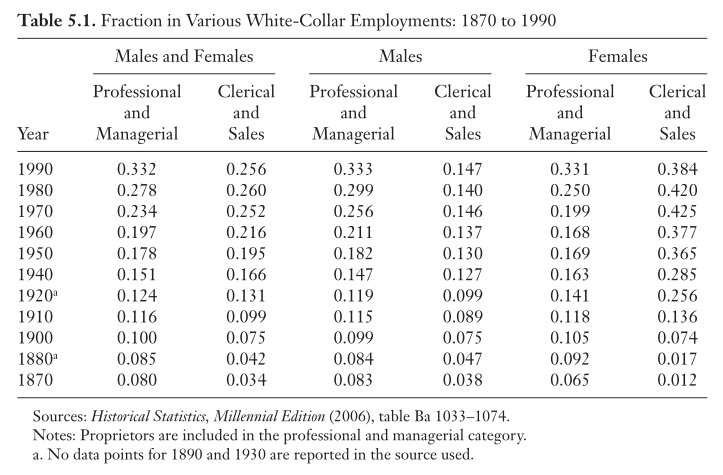 Table 5.1. Fraction in Various White-Collar Employments: 1870 to 1990
Males and Females Males Females
Professional Clerical Professional Clerical Professional Clerical
and and and and and and
Year Managerial Sales Managerial Sales Managerial Sales
1990 0.332 0.256 0.333 0.147 0.331 0.384
1980 0.278 0.260 0.299 0.140 0.250 0.420
1970 0.234 0.252 0.256 0.146 0.199 0.425
1960 0.197 0.216 0.211 0.137 0.168 0.377
1950 0.178 0.195 0.182 0.130 0.169 0.365
1940 0.151 0.166 0.147 0.127 0.163 0.285
1920a 0.124 0.131 0.119 0.099 0.141 0.256
1910 0.116 0.099 0.115 0.089 0.118 0.136
1900 0.100 0.075 0.099 0.075 0.105 0.074
1880a 0.085 0.042 0.084 0.047 0.092 0.017
1870 0.080 0.034 0.083 0.038 0.065 0.012
Sources: Historical Statistics, Millennial Edition (2006), table Ba 1033–1074.
Notes: Proprietors are included in the professional and managerial category.
a. No data points for 1890 and 1930 are reported in the source used.